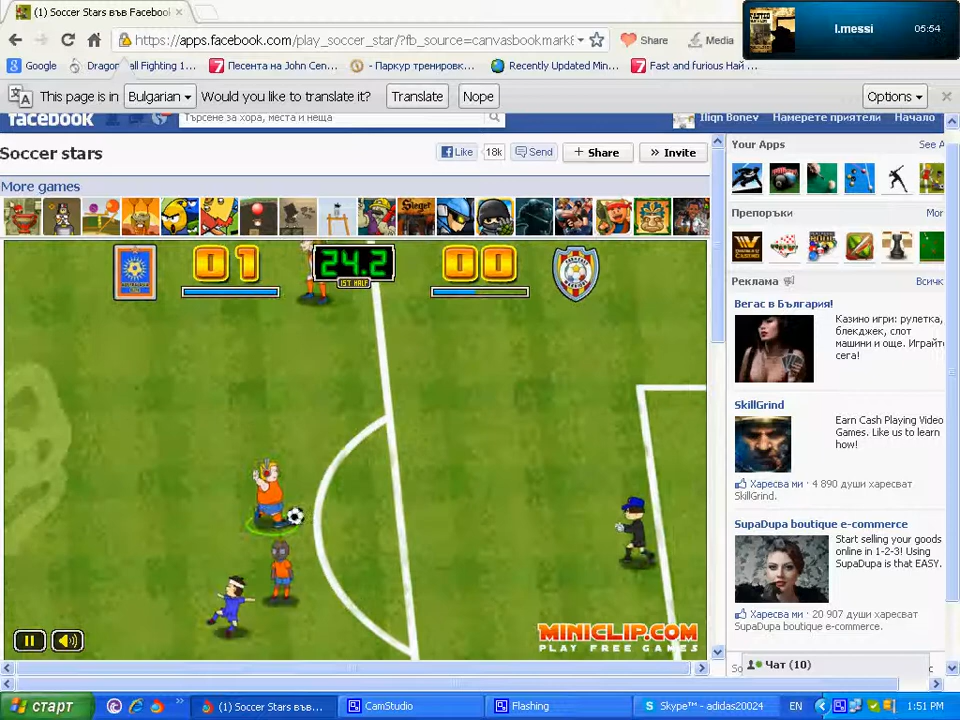 (1) Soccer Stars във Facebook
l.messi 05:54
https://apps.facebook.com/play_soccer_star/?fb_source=canvasbookmark&
Share
Media
Google
Песента на John Cen...
- Паркур тренировк...
Recently Updated Min...
Fast and furious Най ...
This page is in Bulgarian Would you like to translate it? Translate Nope
Options
facebook
Търсене за хора, места и неща
Iliqn Bonev Намерете приятели Начало
Soccer stars
Like 18k Send + Share » Invite
More games
Your Apps See A
Препоръки Mor
01 24.2 00
1ST HALF
Реклама Всичк
Вегас в България!
Казино игри: рулетка,
блекджек, слот
машини и още. Играйт
сега!
SkillGrind
Earn Cash Playing Video
Games. Like us to learn
how!
Харесва ми · 4 890 души харесват
SkillGrind.
SupaDupa boutique e-commerce
Start selling your goods
online in 1-2-3! Using
SupaDupa is that EASY.
Харесва ми · 20 907 души харесват
SupaDupa boutique e-commerce.
MINICLIP.COM
PLAY FREE GAMES
Чат (10)
старт
(1) Soccer Stars във...
CamStudio
Flashing
Skype™ - adidas20024
EN
1:51 PM